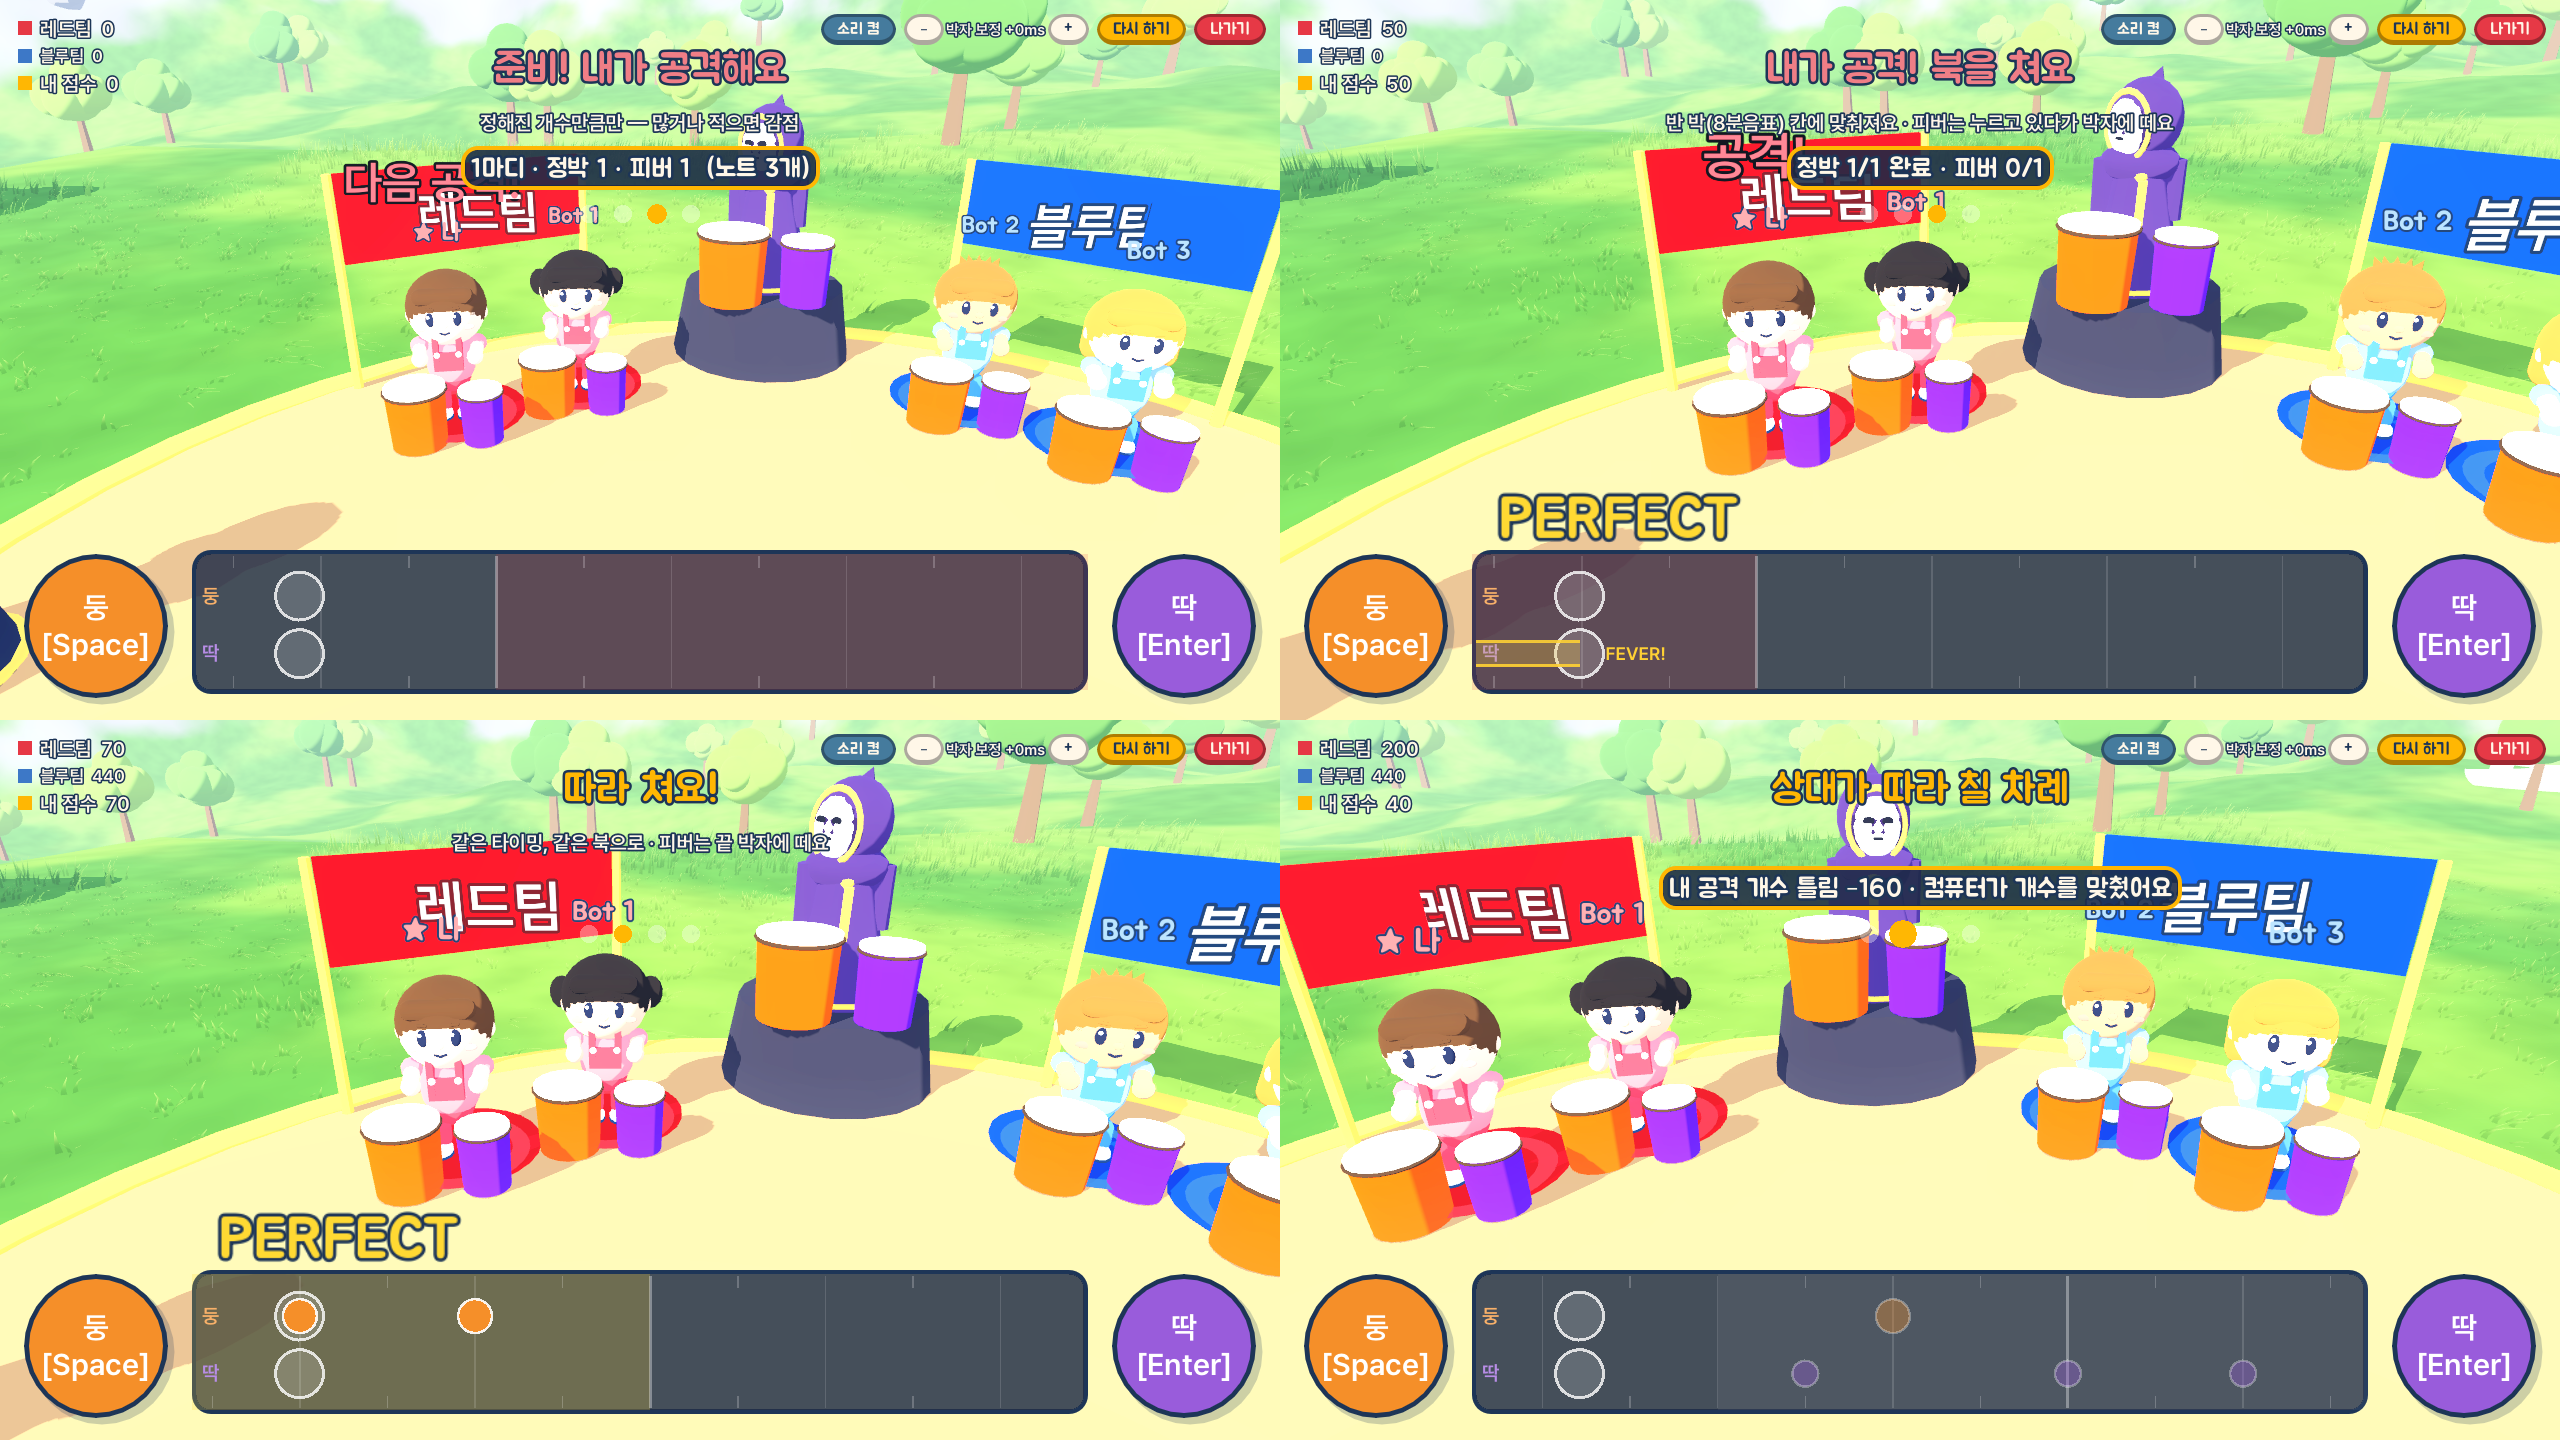 레드팀 0
블루팀 0
내 점수 0
소리 켬
–
박자 보정 +0ms
+
다시 하기
나가기
준비! 내가 공격해요
정해진 개수만큼만 — 많거나 적으면 감점
1마디 · 정박 1 · 피버 1 (노트 3개)
다음
레드팀
Bot 1
★ 나
Bot 2
Bot 3
둥
[Space]
둥
딱
딱
[Enter]
레드팀 50
블루팀 0
내 점수 50
소리 켬
–
박자 보정 +0ms
+
다시 하기
나가기
내가 공격! 북을 쳐요
반 박(8분음표) 칸에 맞춰져요 · 피버는 누르고 있다가 박자에 떼요
공격!
정박 1/1 완료 · 피버 0/1
레드팀
Bot 1
★ 나
Bot 2
PERFECT
둥
[Space]
둥
딱
FEVER!
딱
[Enter]
레드팀 70
블루팀 440
내 점수 70
소리 켬
–
박자 보정 +0ms
+
다시 하기
나가기
따라 쳐요!
같은 타이밍, 같은 북으로 · 피버는 끝 박자에 떼요
레드팀
Bot 1
★ 나
Bot 2
PERFECT
둥
[Space]
둥
딱
딱
[Enter]
레드팀 200
블루팀 440
내 점수 40
소리 켬
–
박자 보정 +0ms
+
다시 하기
나가기
상대가 따라 칠 차례
내 공격 개수 틀림 -160 · 컴퓨터가 개수를 맞췄어요
레드팀
Bot 1
★ 나
Bot 2
블루팀
Bot 3
둥
[Space]
둥
딱
딱
[Enter]